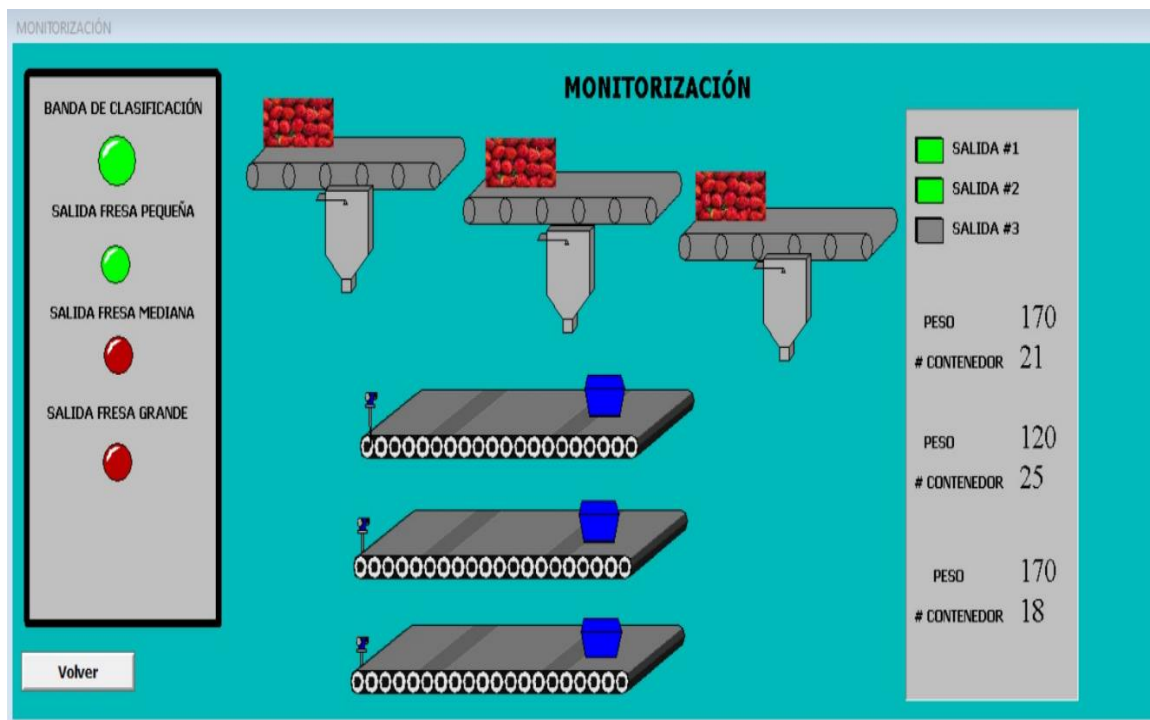 MONITORIZACIÓN
MONITORIZACIÓN
BANDA DE CLASIFICACIÓN
SALIDA FRESA PEQUEÑA
SALIDA FRESA MEDIANA
SALIDA FRESA GRANDE
Volver
SALIDA #1
SALIDA #2
SALIDA #3
PESO 170
# CONTENEDOR 21
PESO 120
# CONTENEDOR 25
PESO 170
# CONTENEDOR 18